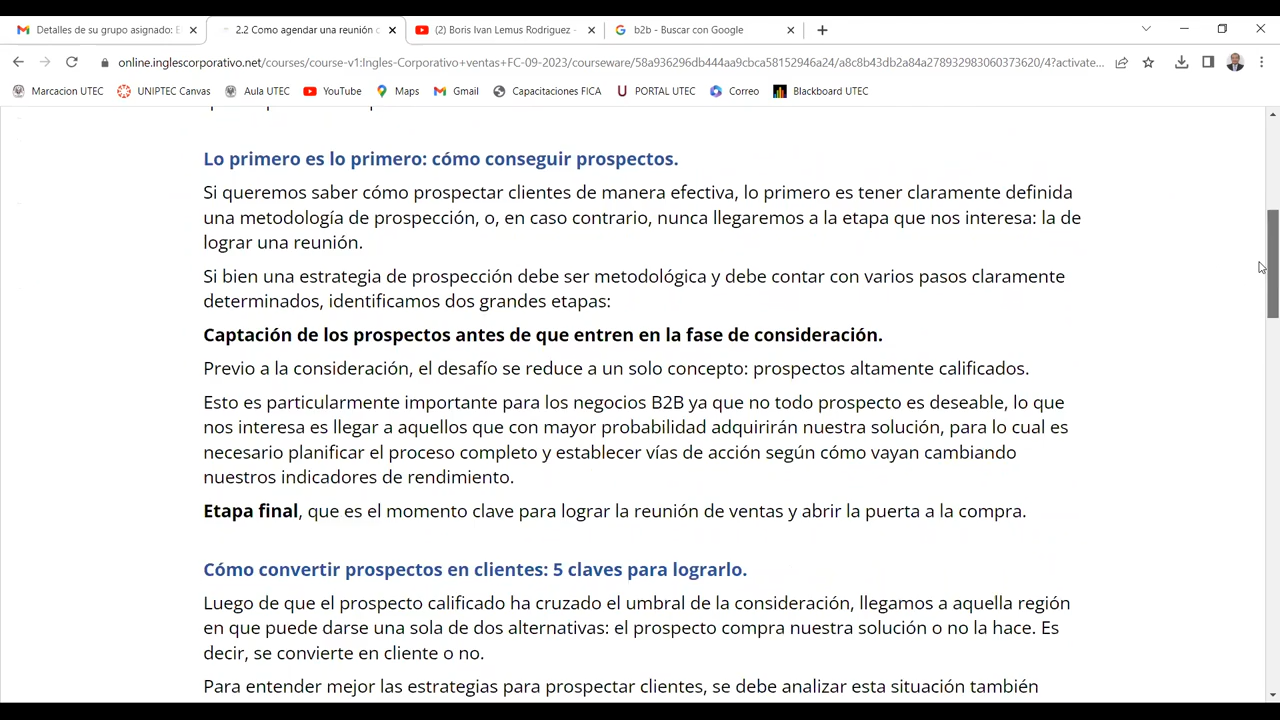 Detalles de su grupo asignado: E
2.2 Como agendar una reunión c
(2) Boris Ivan Lemus Rodriguez -
b2b - Buscar con Google
online.inglescorporativo.net/courses/course-v1:Ingles-Corporativo+ventas+FC-09-2023/courseware/58a936296db444aa9cbca58152946a24/a8c8b43db2a84a278932983060373620/4?activate...
Marcacion UTEC
UNIPTEC Canvas
Aula UTEC
YouTube
Maps
Gmail
Capacitaciones FICA
PORTAL UTEC
Correo
Blackboard UTEC
Lo primero es lo primero: cómo conseguir prospectos.
Si queremos saber cómo prospectar clientes de manera efectiva, lo primero es tener claramente definida
una metodología de prospección, o, en caso contrario, nunca llegaremos a la etapa que nos interesa: la de
lograr una reunión.
Si bien una estrategia de prospección debe ser metodológica y debe contar con varios pasos claramente
determinados, identificamos dos grandes etapas:
Captación de los prospectos antes de que entren en la fase de consideración.
Previo a la consideración, el desafío se reduce a un solo concepto: prospectos altamente calificados.
Esto es particularmente importante para los negocios B2B ya que no todo prospecto es deseable, lo que
nos interesa es llegar a aquellos que con mayor probabilidad adquirirán nuestra solución, para lo cual es
necesario planificar el proceso completo y establecer vías de acción según cómo vayan cambiando
nuestros indicadores de rendimiento.
Etapa final, que es el momento clave para lograr la reunión de ventas y abrir la puerta a la compra.
Cómo convertir prospectos en clientes: 5 claves para lograrlo.
Luego de que el prospecto calificado ha cruzado el umbral de la consideración, llegamos a aquella región
en que puede darse una sola de dos alternativas: el prospecto compra nuestra solución o no la hace. Es
decir, se convierte en cliente o no.
Para entender mejor las estrategias para prospectar clientes, se debe analizar esta situación también